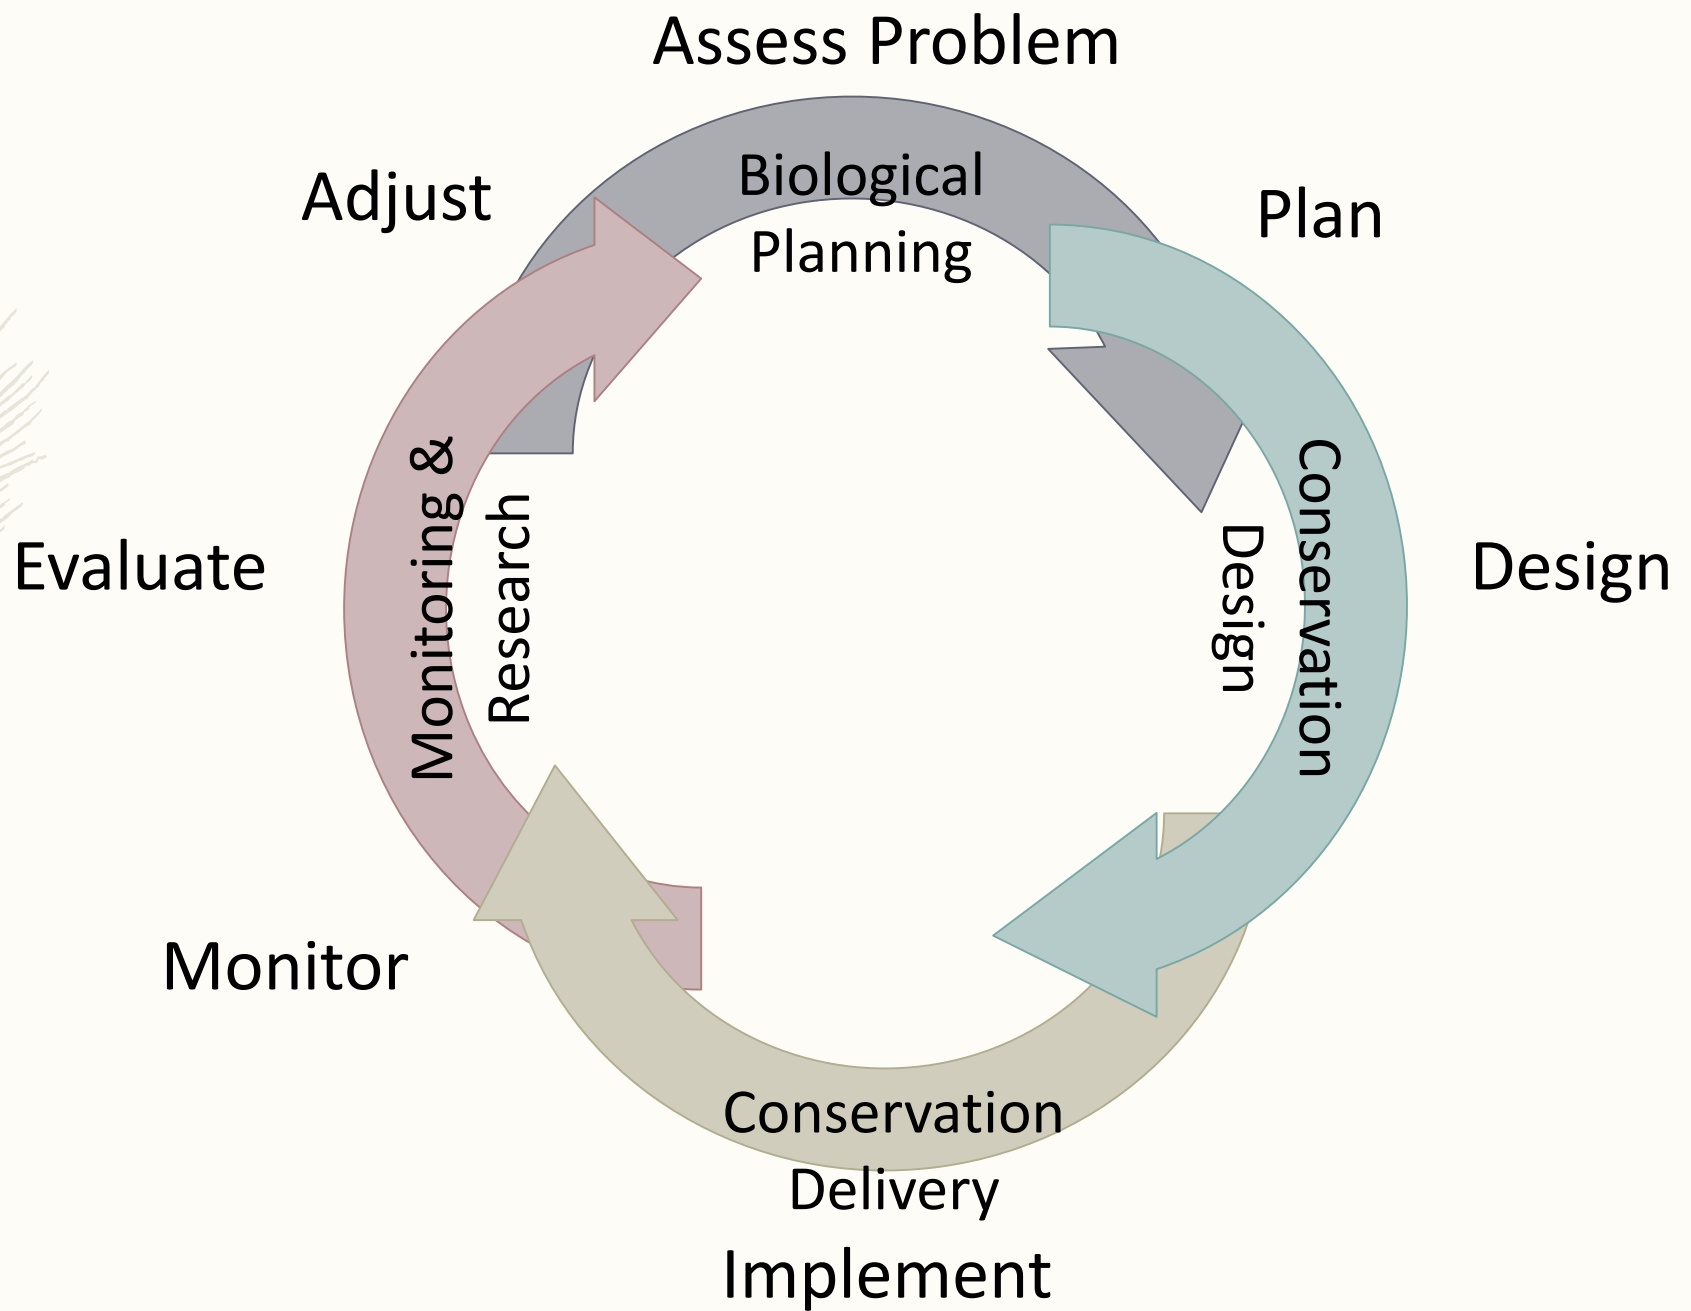 Assess Problem
Biological
Planning
Plan
Conservation
Design
Design
Conservation
Delivery
Implement
Monitor
Monitoring &
Research
Evaluate
Adjust